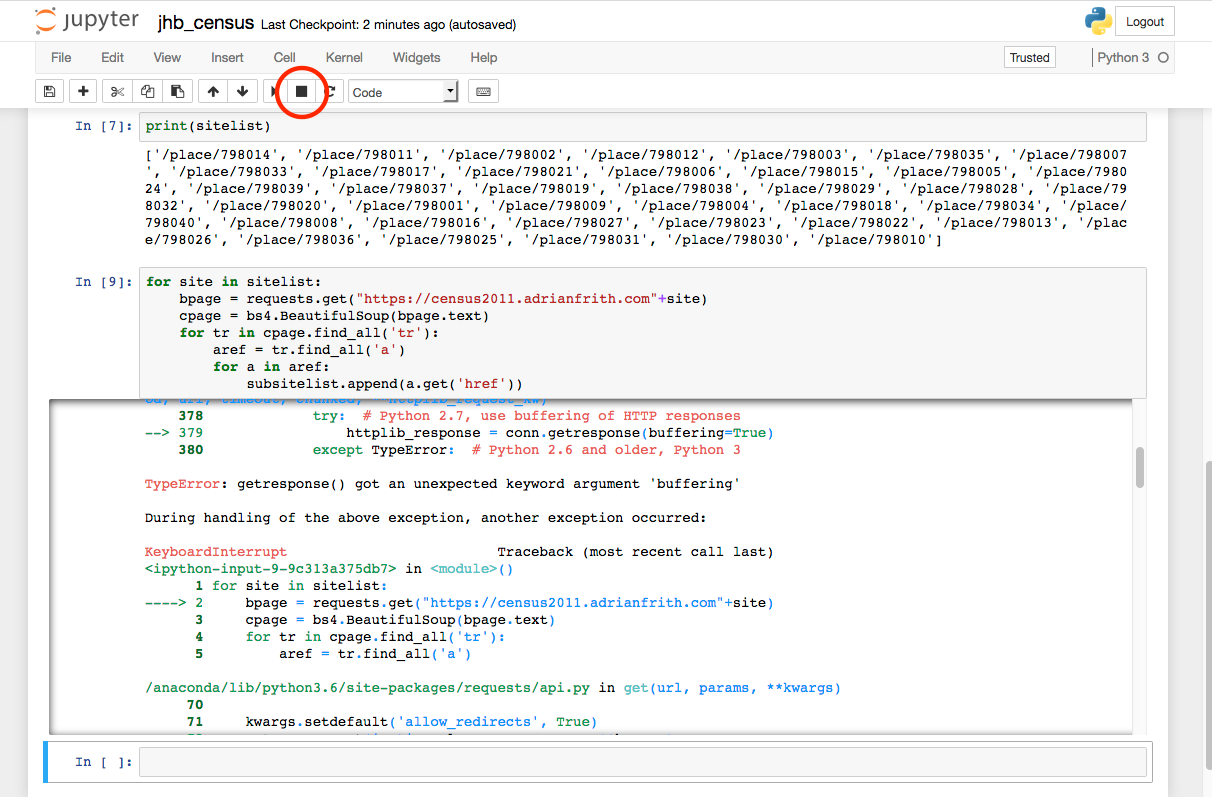 jupyter jhb_census Last Checkpoint: 2 minutes ago (autosaved) Logout
File Edit View Insert Cell Kernel Widgets Help Trusted Python 3
Code
In [7]: print(sitelist)
['/place/798014', '/place/798011', '/place/798002', '/place/798012', '/place/798003', '/place/798035', '/place/798007
', '/place/798033', '/place/798017', '/place/798021', '/place/798006', '/place/798015', '/place/798005', '/place/7980
24', '/place/798039', '/place/798037', '/place/798019', '/place/798038', '/place/798029', '/place/798028', '/place/79
8032', '/place/798020', '/place/798001', '/place/798009', '/place/798004', '/place/798018', '/place/798034', '/place/
798040', '/place/798008', '/place/798016', '/place/798027', '/place/798023', '/place/798022', '/place/798013', '/plac
e/798026', '/place/798036', '/place/798025', '/place/798031', '/place/798030', '/place/798010']
In [9]: for site in sitelist:
    bpage = requests.get("https://census2011.adrianfrith.com"+site)
    cpage = bs4.BeautifulSoup(bpage.text)
    for tr in cpage.find_all('tr'):
        aref = tr.find_all('a')
        for a in aref:
            subsitelist.append(a.get('href'))
378 try: # Python 2.7, use buffering of HTTP responses
--> 379 httplib_response = conn.getresponse(buffering=True)
380 except TypeError: # Python 2.6 and older, Python 3
TypeError: getresponse() got an unexpected keyword argument 'buffering'
During handling of the above exception, another exception occurred:
KeyboardInterrupt Traceback (most recent call last)
<ipython-input-9-9c313a375db7> in <module>()
1 for site in sitelist:
----> 2 bpage = requests.get("https://census2011.adrianfrith.com"+site)
3 cpage = bs4.BeautifulSoup(bpage.text)
4 for tr in cpage.find_all('tr'):
5 aref = tr.find_all('a')
/anaconda/lib/python3.6/site-packages/requests/api.py in get(url, params, **kwargs)
70
71 kwargs.setdefault('allow_redirects', True)
In [ ]: